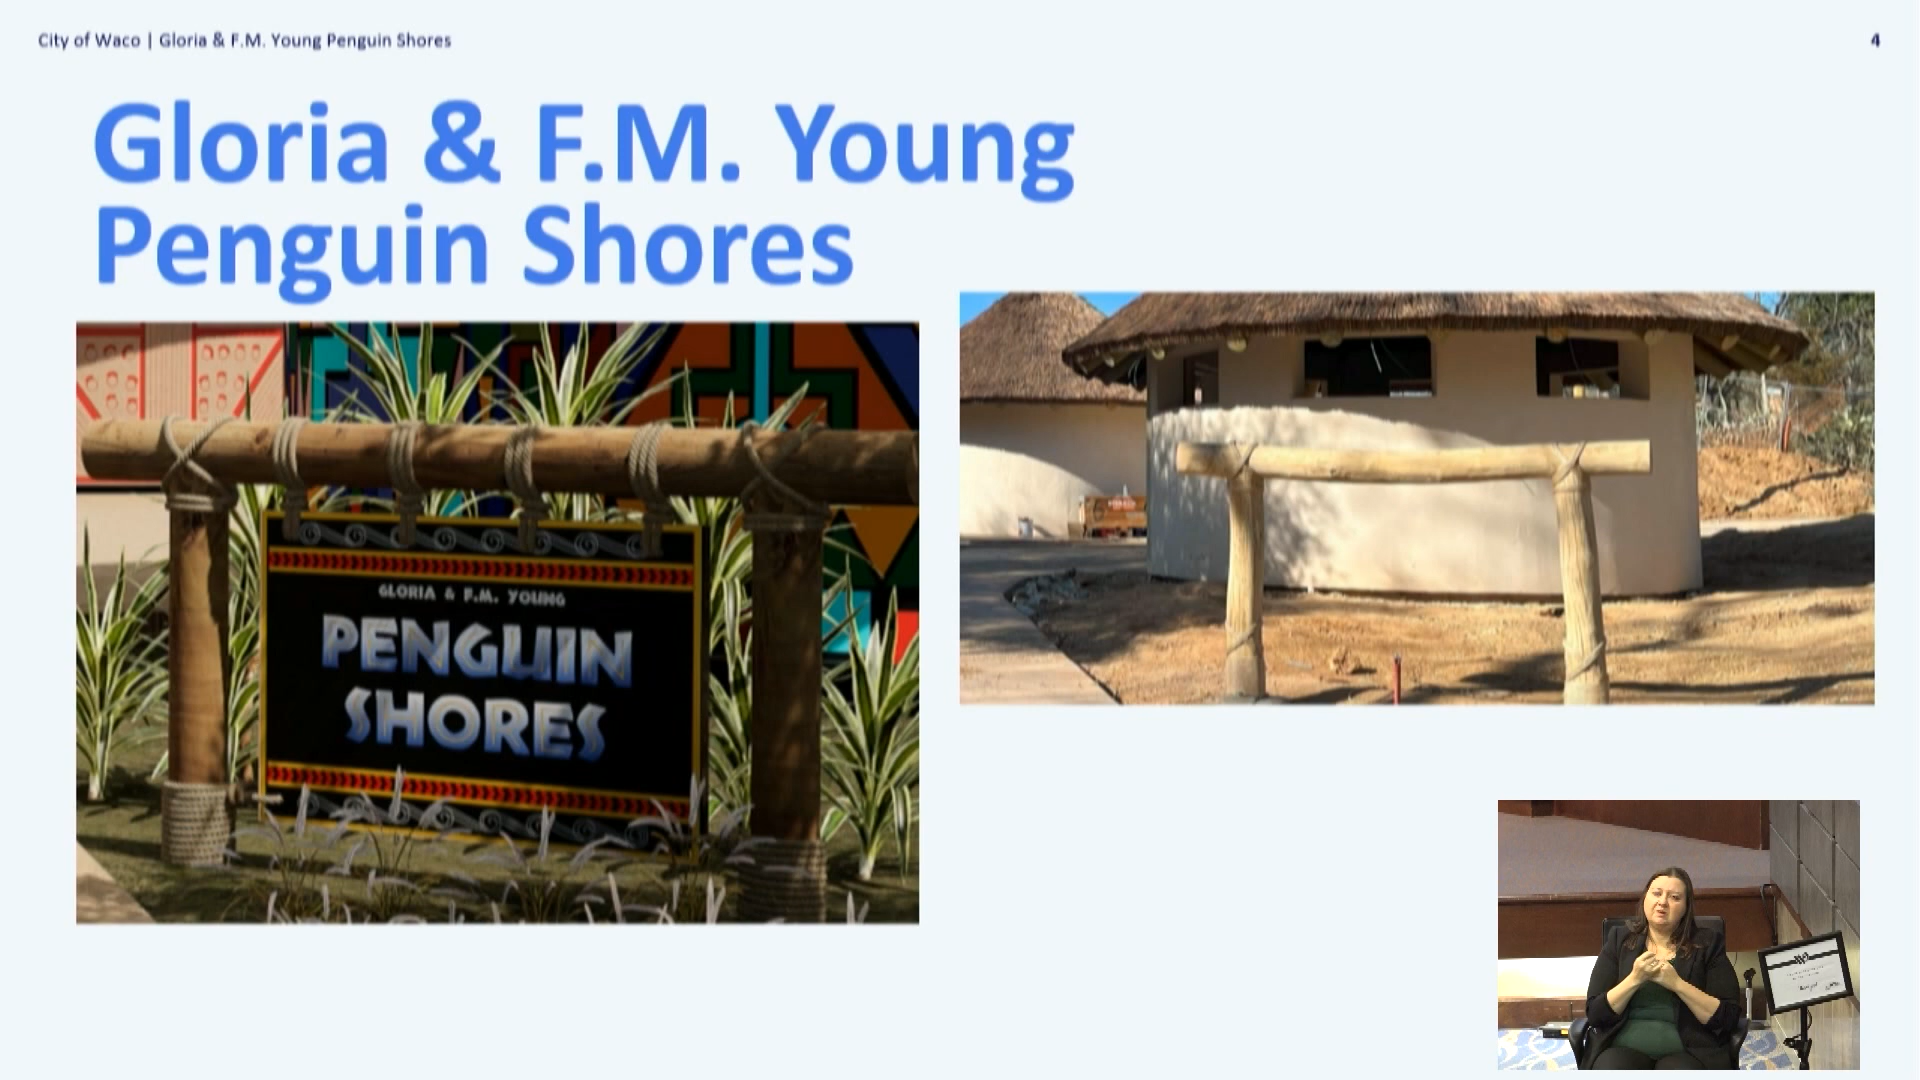 City of Waco | Gloria & F.M. Young Penguin Shores
4
Gloria & F.M. Young
Penguin Shores
GLORIA & F.M. YOUNG
PENGUIN
SHORES